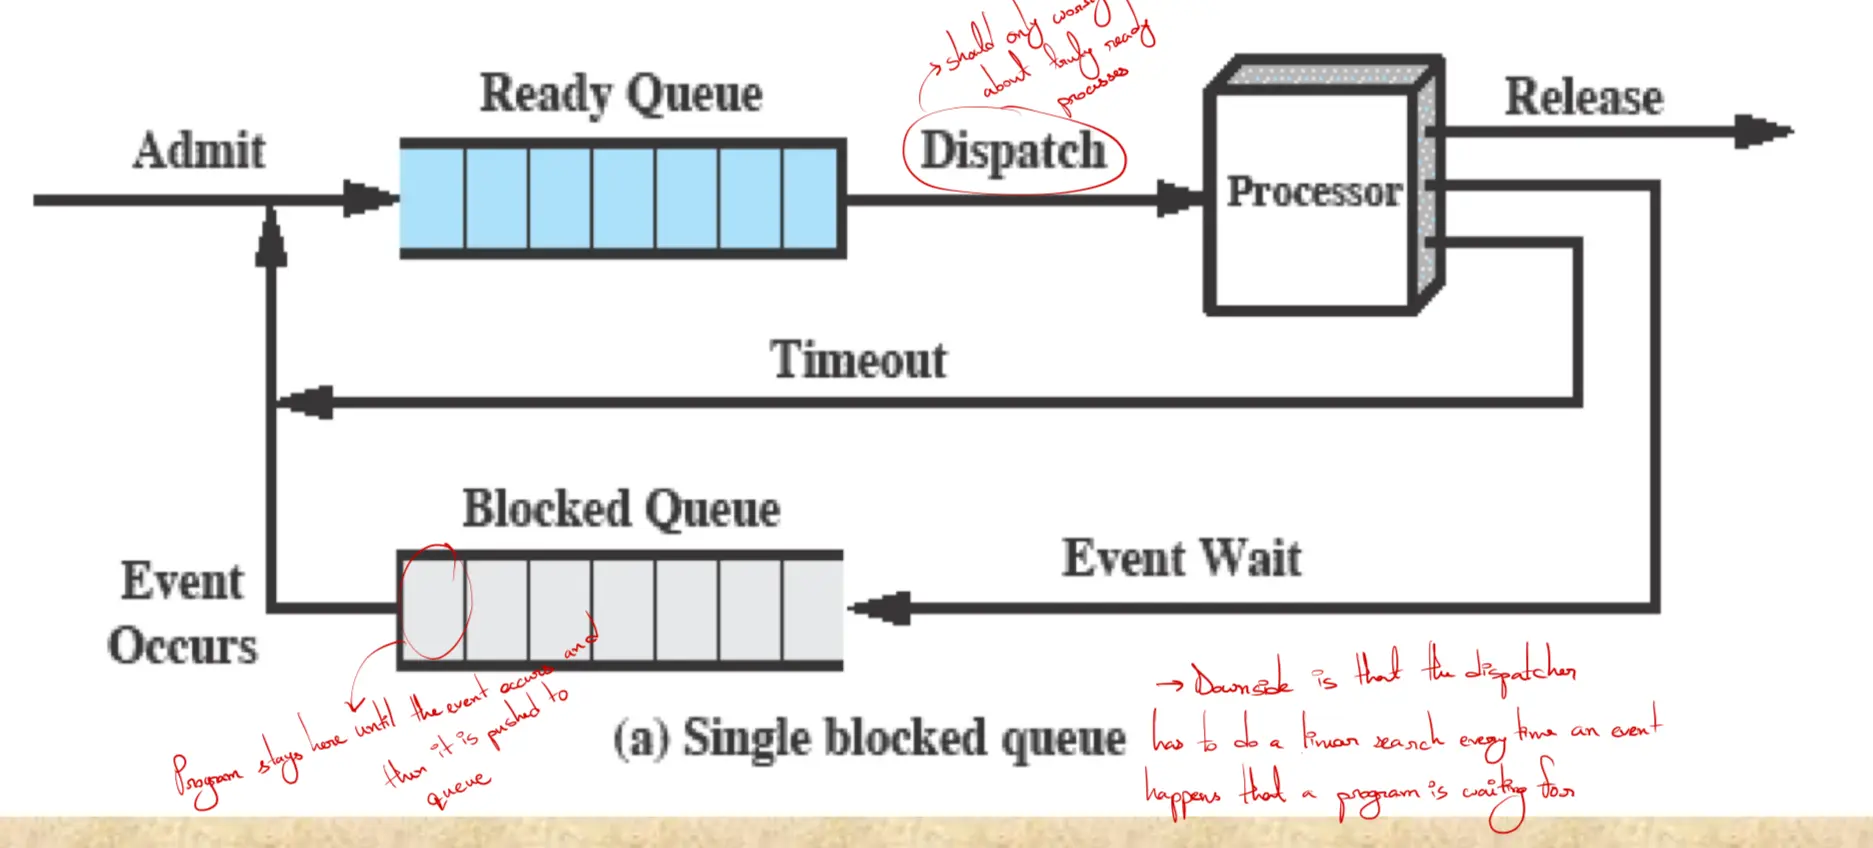 → should only worry
about truly ready
processes
Ready Queue
Admit
Dispatch
Processor
Release
Timeout
Blocked Queue
Event Wait
Event
Occurs
Program stays here until the event occurs and
then it is pushed to
queue
(a) Single blocked queue
→ Downside is that the dispatcher
has to do a linear search every time an event
happens that a program is waiting for